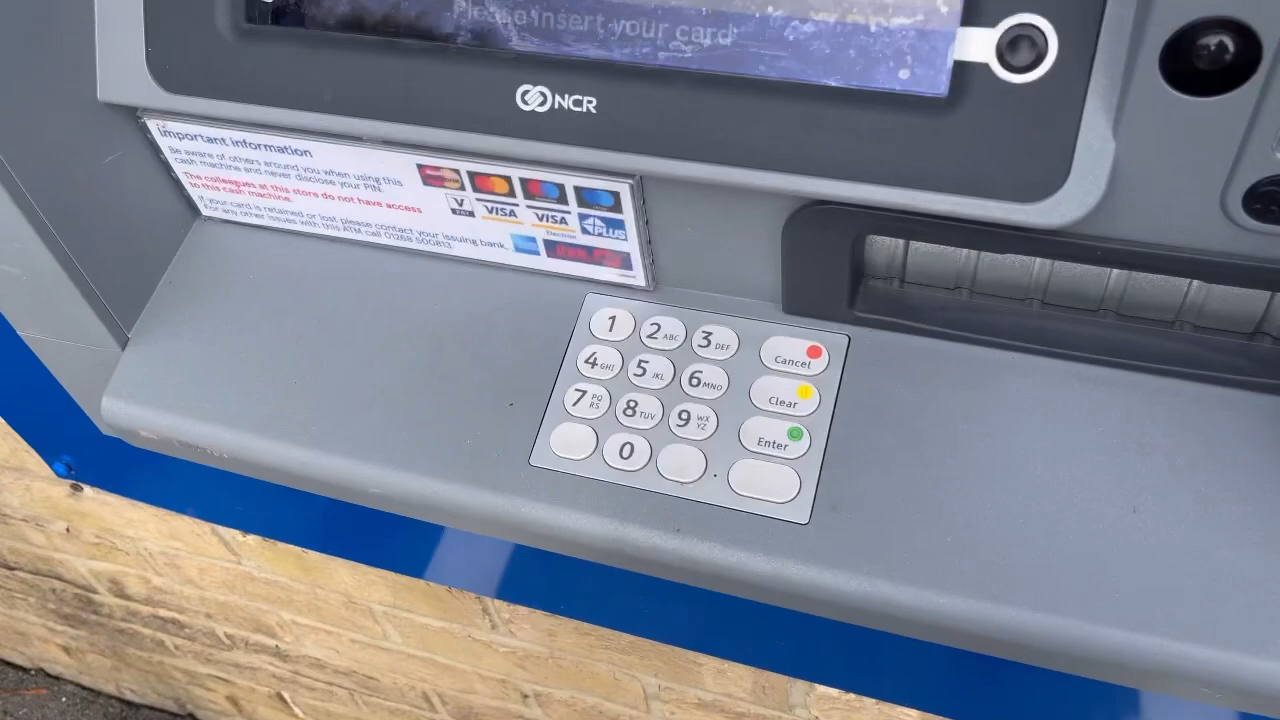 Please insert your card
NCR
Important information
Be aware of others around you when using this
cash machine and never disclose your PIN.
The colleagues at this store do not have access
to this cash machine.
If your card is retained or lost please contact your issuing bank.
For any other issues with this ATM call 01268 500813.
V
PAY
VISA
VISA
Electron
PLUS
1
2 ABC
3 DEF
Cancel
4 GHI
5 JKL
6 MNO
Clear
7 PQ
RS
8 TUV
9 WX
YZ
Enter
0